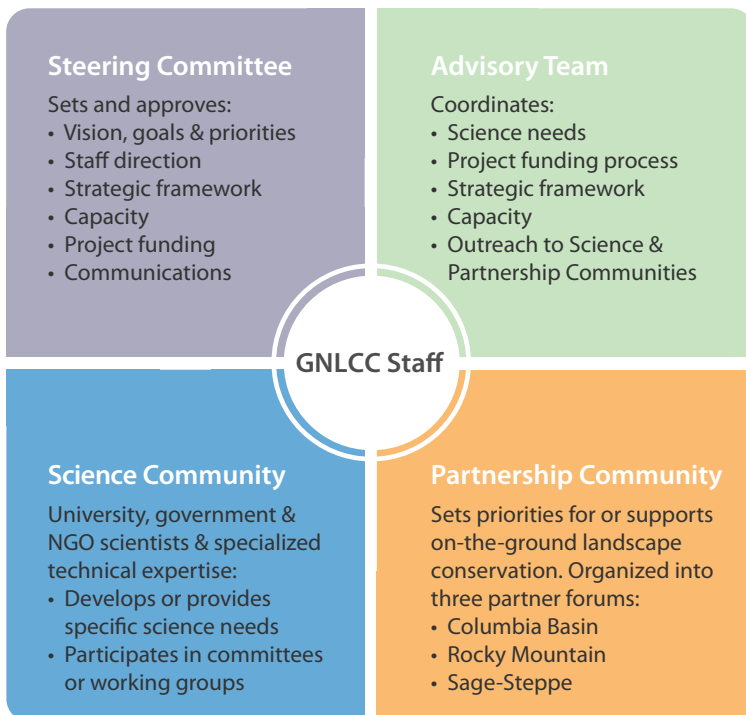 Steering Committee
Sets and approves:
• Vision, goals & priorities
• Staff direction
• Strategic framework
• Capacity
• Project funding
• Communications
Advisory Team
Coordinates:
• Science needs
• Project funding process
• Strategic framework
• Capacity
• Outreach to Science &
Partnership Communities
GNLCC Staff
Science Community
University, government &
NGO scientists & specialized
technical expertise:
• Develops or provides
specific science needs
• Participates in committees
or working groups
Partnership Community
Sets priorities for or supports
on-the-ground landscape
conservation. Organized into
three partner forums:
• Columbia Basin
• Rocky Mountain
• Sage-Steppe